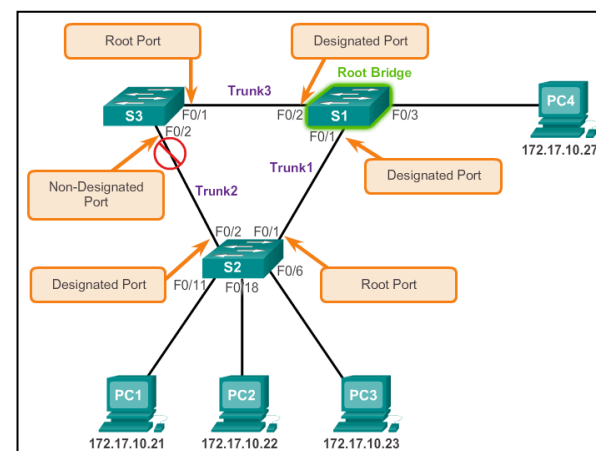 Root Port
Designated Port
Root Bridge
Trunk3
S3
F0/1
F0/2
S1
F0/3
PC4
F0/2
F0/1
172.17.10.27
Non-Designated
Port
Trunk2
Trunk1
Designated Port
F0/2
F0/1
Designated Port
S2
F0/6
Root Port
F0/11
F0/18
PC1
PC2
PC3
172.17.10.21
172.17.10.22
172.17.10.23